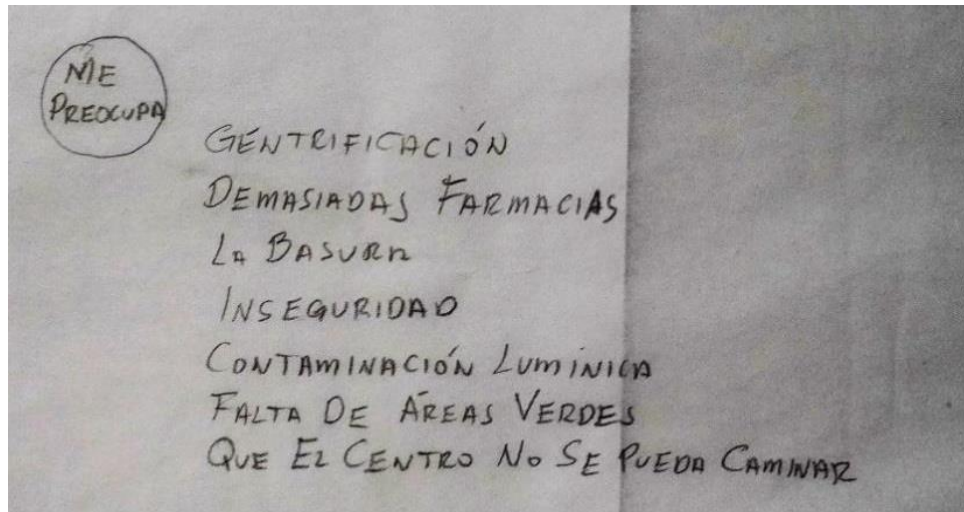 ME
PREOCUPA
GENTRIFICACIÓN
DEMASIADAS FARMACIAS
LA BASURA
INSEGURIDAD
CONTAMINACIÓN LUMÍNICA
FALTA DE ÁREAS VERDES
QUE EL CENTRO NO SE PUEDA CAMINAR